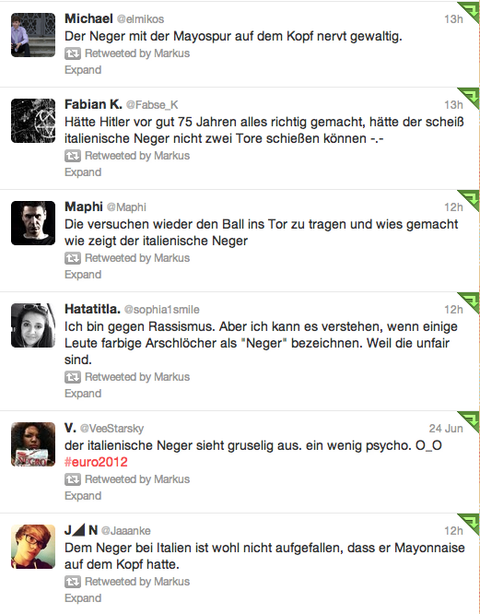 Michael @elmikos 13h
Der Neger mit der Mayospur auf dem Kopf nervt gewaltig.
Retweeted by Markus
Expand
Fabian K. @Fabse_K 13h
Hätte Hitler vor gut 75 Jahren alles richtig gemacht, hätte der scheiß
italienische Neger nicht zwei Tore schießen können -.-
Retweeted by Markus
Expand
Maphi @Maphi 12h
Die versuchen wieder den Ball ins Tor zu tragen und wies gemacht
wie zeigt der italienische Neger
Retweeted by Markus
Expand
Hatatitla. @sophia1smile 12h
Ich bin gegen Rassismus. Aber ich kann es verstehen, wenn einige
Leute farbige Arschlöcher als "Neger" bezeichnen. Weil die unfair
sind.
Retweeted by Markus
Expand
V. @VeeStarsky 24 Jun
der italienische Neger sieht gruselig aus. ein wenig psycho. O_O
#euro2012
Retweeted by Markus
Expand
J◢ N @Jaaanke 12h
Dem Neger bei Italien ist wohl nicht aufgefallen, dass er Mayonnaise
auf dem Kopf hatte.
Retweeted by Markus
Expand